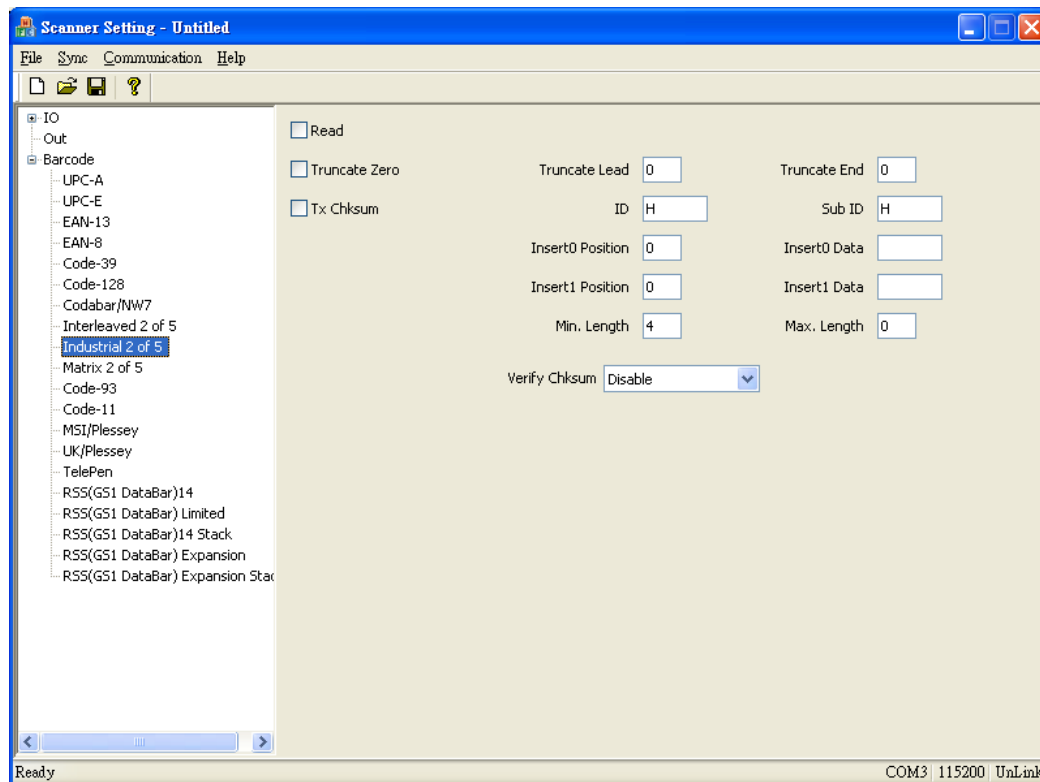 Scanner Setting - Untitled
File Sync Communication Help
IO
Out
Barcode
UPC-A
UPC-E
EAN-13
EAN-8
Code-39
Code-128
Codabar/NW7
Interleaved 2 of 5
Industrial 2 of 5
Matrix 2 of 5
Code-93
Code-11
MSI/Plessey
UK/Plessey
TelePen
RSS(GS1 DataBar)14
RSS(GS1 DataBar) Limited
RSS(GS1 DataBar)14 Stack
RSS(GS1 DataBar) Expansion
RSS(GS1 DataBar) Expansion Stac
Read
Truncate Zero Truncate Lead 0 Truncate End 0
Tx Chksum ID H Sub ID H
Insert0 Position 0 Insert0 Data
Insert1 Position 0 Insert1 Data
Min. Length 4 Max. Length 0
Verify Chksum Disable
Ready COM3 115200 UnLink